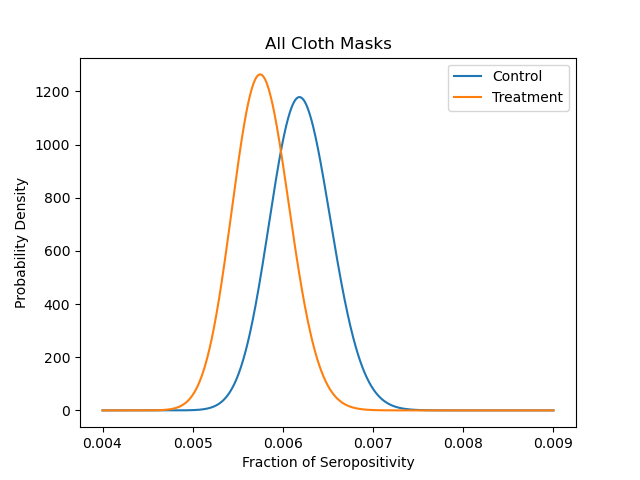 All Cloth Masks
Control
Treatment
1200
1000
800
600
400
200
0
Probability Density
0.004 0.005 0.006 0.007 0.008 0.009
Fraction of Seropositivity